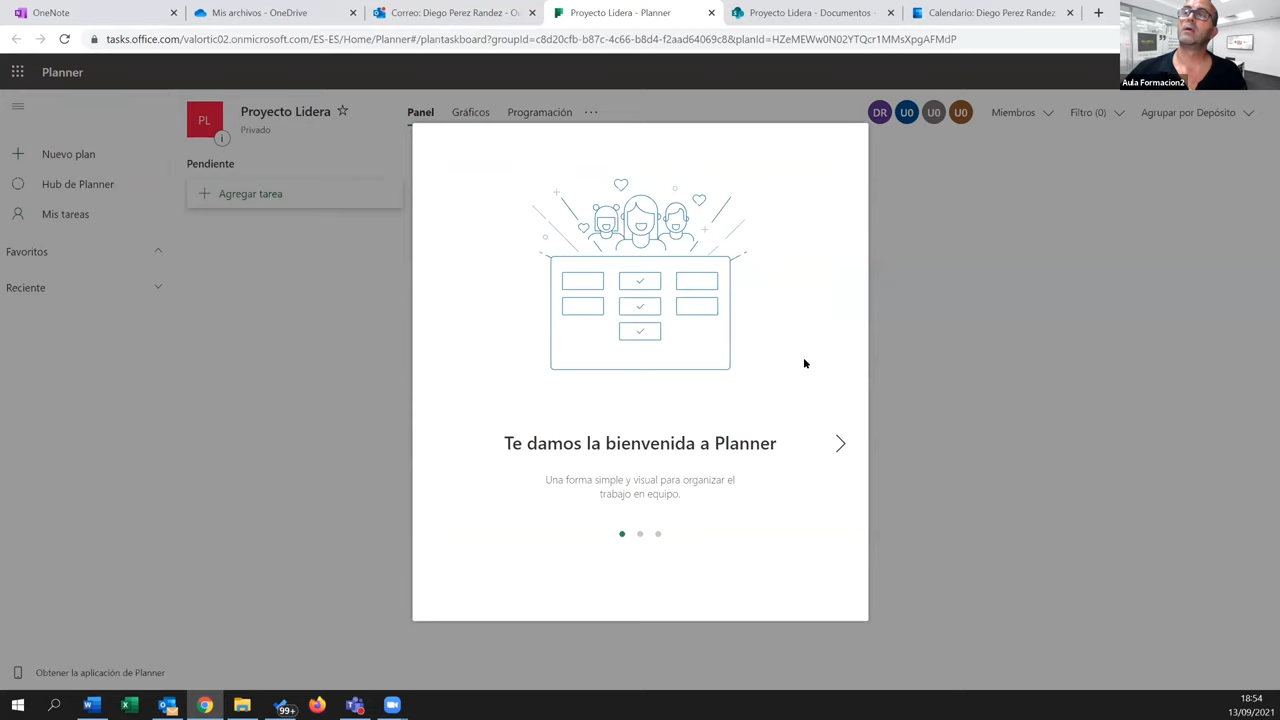 OneNote
Mis archivos - OneDrive
Correo: Diego Perez Randez - Ou
Proyecto Lidera - Planner
Proyecto Lidera - Documentos -
Calendario: Diego Perez Randez
tasks.office.com/valortic02.onmicrosoft.com/ES-ES/Home/Planner#/plantaskboard?groupId=c8d20cfb-b87c-4c66-b8d4-f2aad64069c8&planId=HZeMEWw0N02YTQcr1MMsXpgAFMdP
Aula Formacion2
Planner
PL
Proyecto Lidera
Privado
Panel
Gráficos
Programación
DR
U0
U0
U0
Miembros
Filtro (0)
Agrupar por Depósito
Nuevo plan
Hub de Planner
Mis tareas
Favoritos
Reciente
Pendiente
Agregar tarea
Te damos la bienvenida a Planner
Una forma simple y visual para organizar el
trabajo en equipo.
Obtener la aplicación de Planner
99+
18:54
13/09/2021